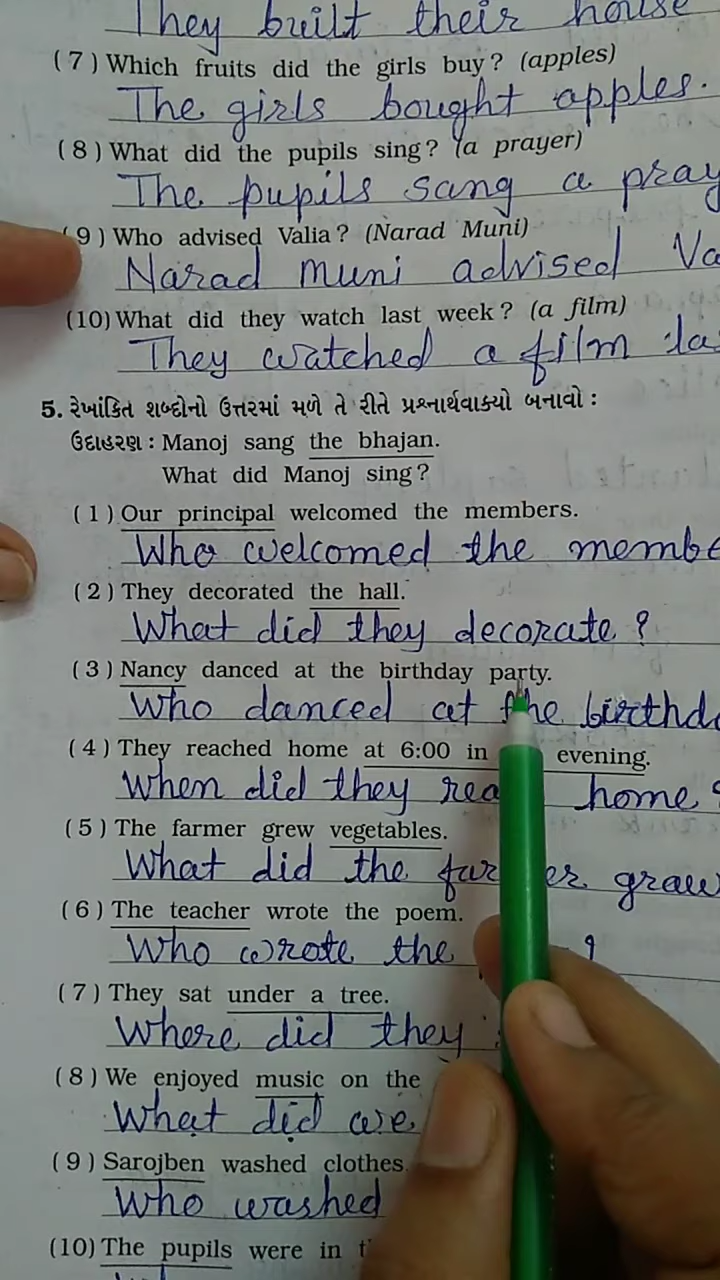 They built their house
(7) Which fruits did the girls buy? (apples)
The girls bought apples.
(8) What did the pupils sing? (a prayer)
The pupils sang a pray
(9) Who advised Valia? (Narad Muni)
Narad muni advised Va
(10) What did they watch last week? (a film)
They watched a film la
5. રેખાંકિત શબ્દોનો ઉત્તરમાં મળે તે રીતે પ્રશ્નાર્થવાક્યો બનાવો :
ઉદાહરણ : Manoj sang the bhajan.
What did Manoj sing?
(1) Our principal welcomed the members.
Who welcomed the membe
(2) They decorated the hall.
What did they decorate?
(3) Nancy danced at the birthday party.
Who danced at the birthda
(4) They reached home at 6:00 in evening.
When did they rea home?
(5) The farmer grew vegetables.
What did the far er grow
(6) The teacher wrote the poem.
Who wrote the ?
(7) They sat under a tree.
Where did they
(8) We enjoyed music on the
What did we
(9) Sarojben washed clothes.
Who washed
(10) The pupils were in t